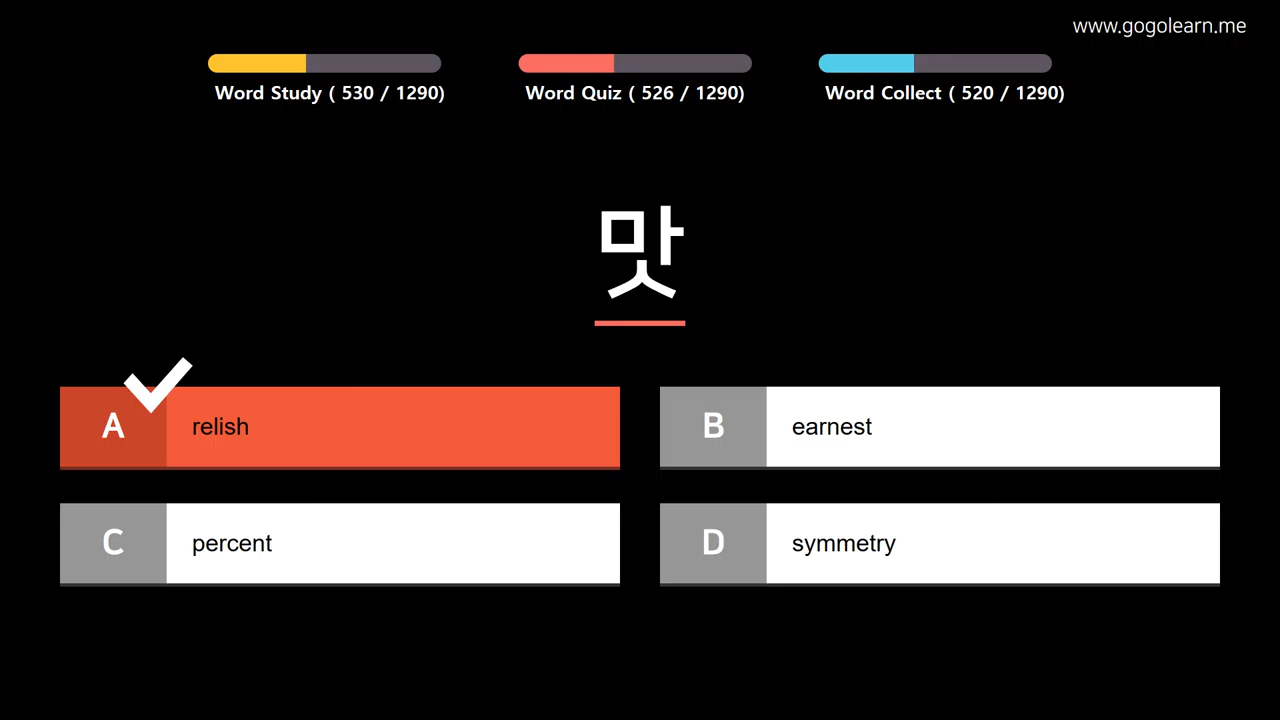 www.gogolearn.me
Word Study ( 530 / 1290)
Word Quiz ( 526 / 1290)
Word Collect ( 520 / 1290)
맛
A relish
B earnest
C percent
D symmetry